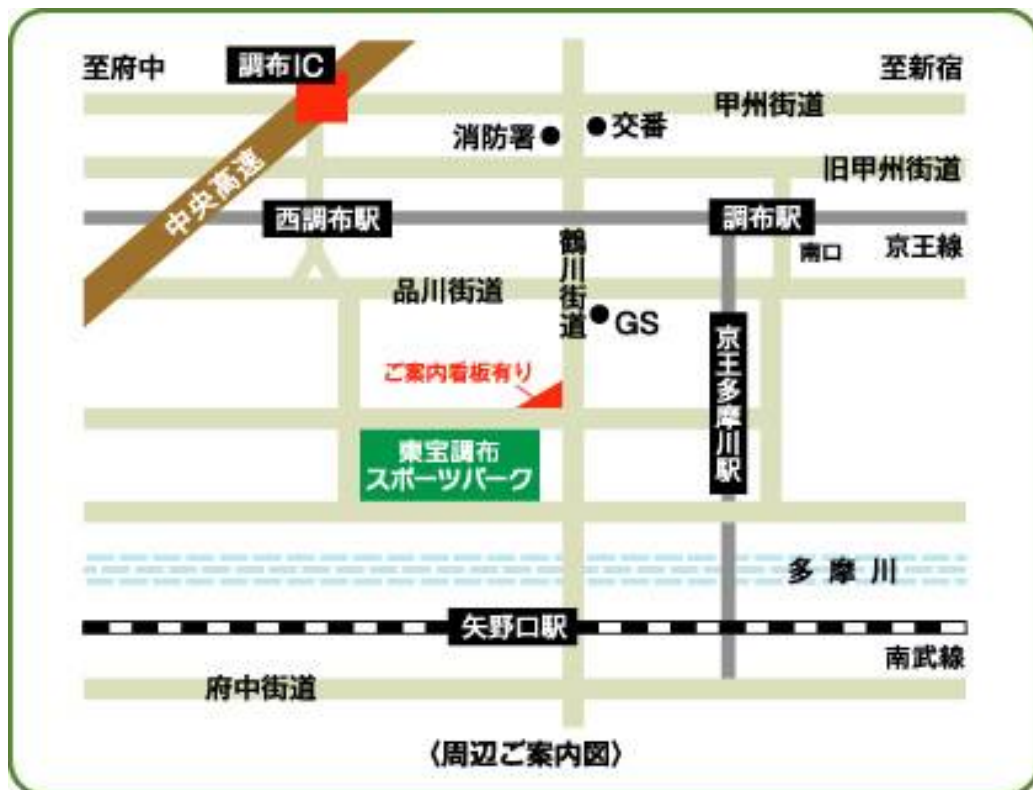 至府中
調布IC
至新宿
甲州街道
消防署
交番
旧甲州街道
中央高速
西調布駅
調布駅
鶴川街道
南口
京王線
品川街道
GS
京王多摩川駅
ご案内看板有り
東宝調布
スポーツパーク
多摩川
矢野口駅
南武線
府中街道
〈周辺ご案内図〉